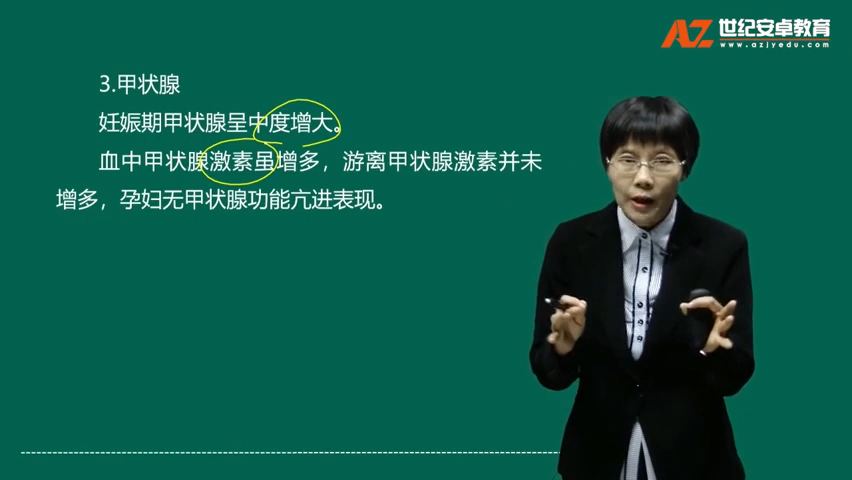 AZ 世纪安卓教育
www.azjyedu.com
3.甲状腺
妊娠期甲状腺呈中度增大。
血中甲状腺激素虽增多，游离甲状腺激素并未
增多，孕妇无甲状腺功能亢进表现。